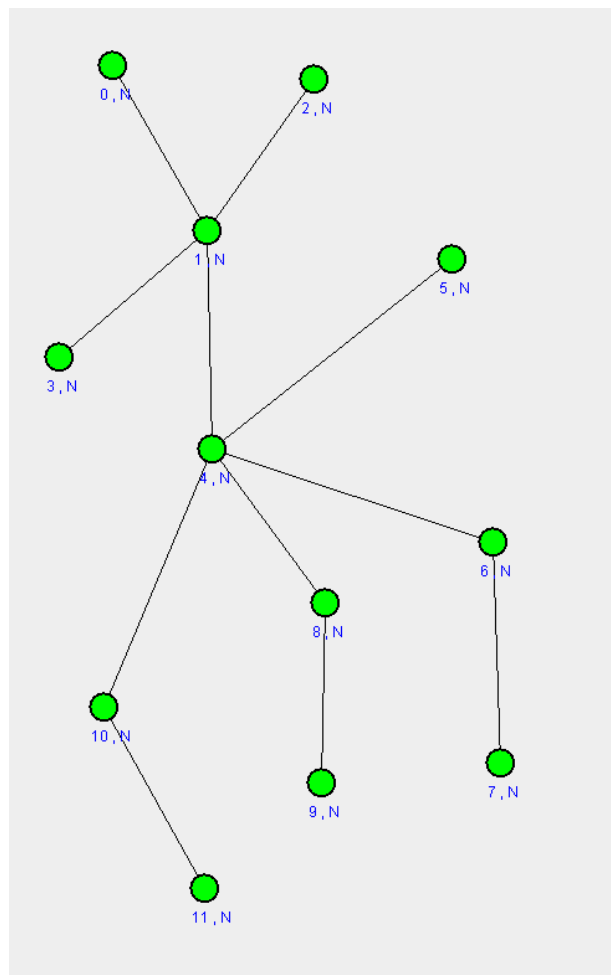 0 , N
2 , N
1 , N
5 , N
3 , N
4 , N
6 , N
8 , N
10 , N
7 , N
9 , N
11 , N